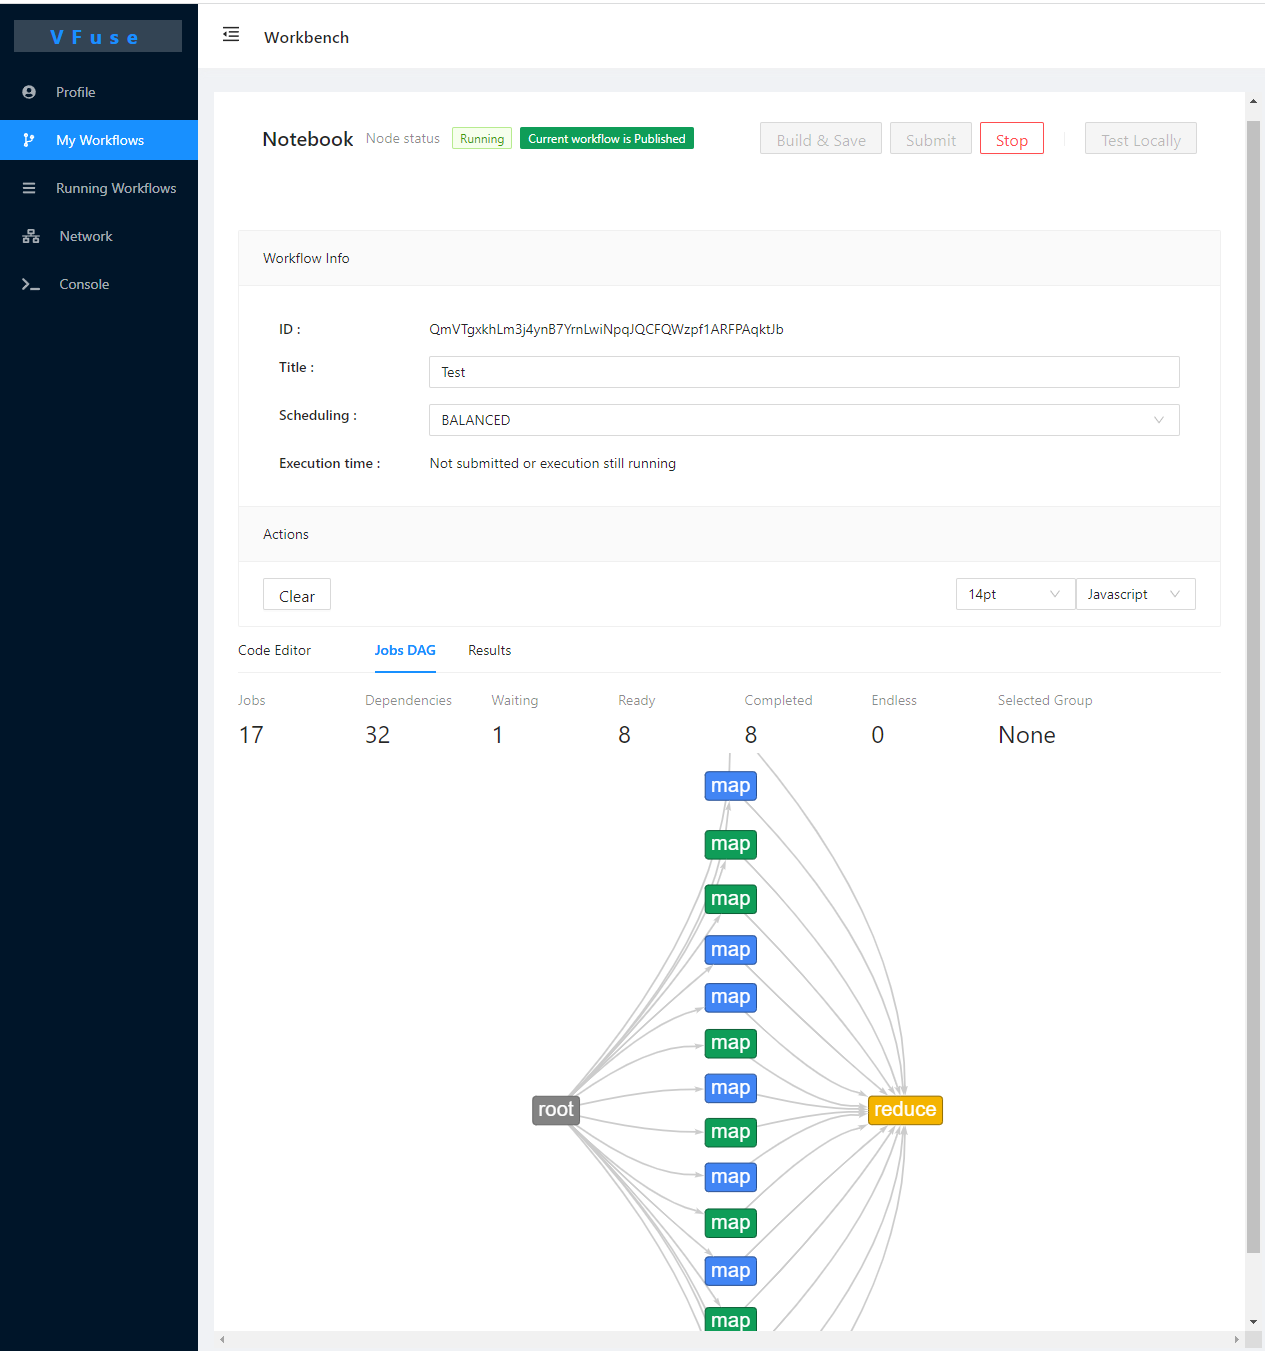 VFuse
Workbench
Profile
My Workflows
Running Workflows
Network
Console
Notebook Node status Running Current workflow is Published Build & Save Submit Stop Test Locally
Workflow Info
ID : QmVTgxkhLm3j4ynB7YrnLwiNpqJQCFQWzpf1ARFPAqktJb
Title : Test
Scheduling : BALANCED
Execution time : Not submitted or execution still running
Actions
Clear 14pt Javascript
Code Editor Jobs DAG Results
Jobs Dependencies Waiting Ready Completed Endless Selected Group
17 32 1 8 8 0 None
map
map
map
map
map
map
map
root reduce
map
map
map
map
map